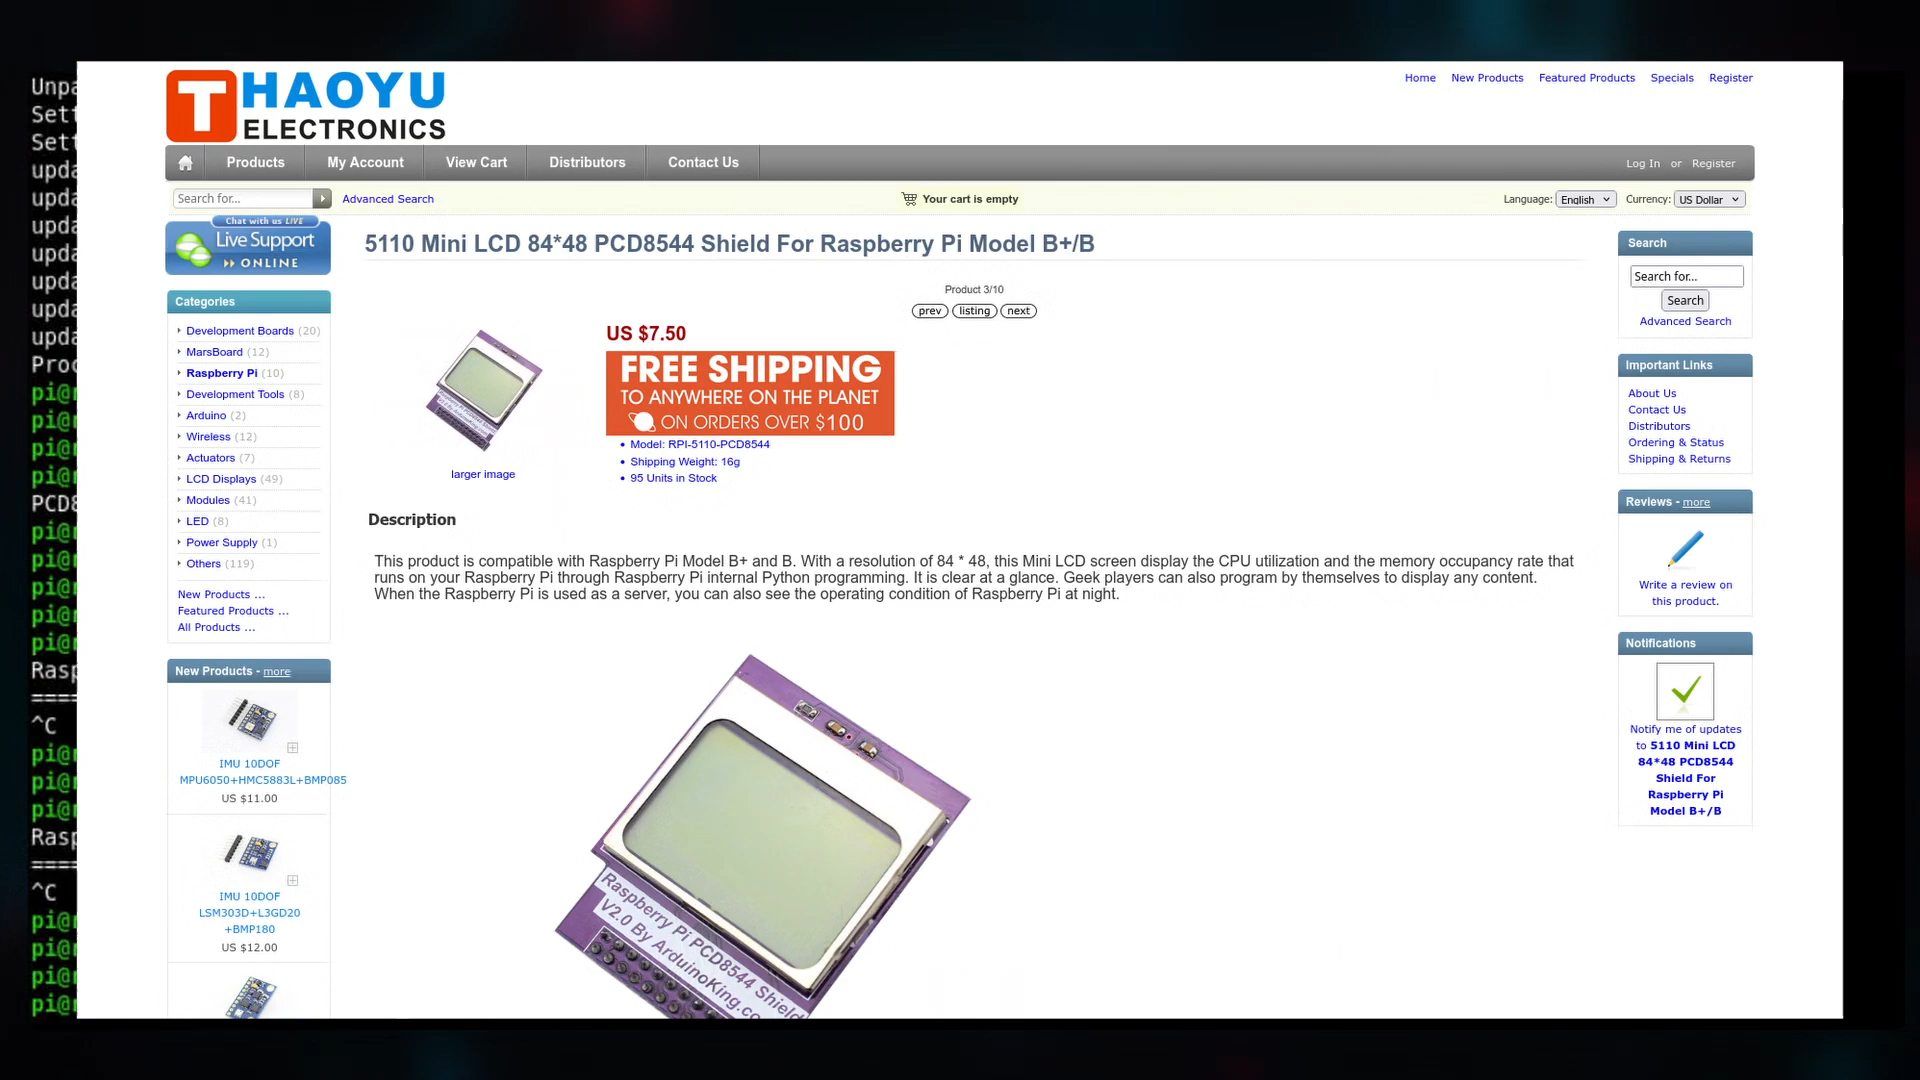 Unpa
Sett
Sett
upda
upda
upda
upda
upda
upda
upda
Proc
pi@r
pi@r
pi@r
pi@r
PCD8
pi@r
pi@r
pi@r
pi@r
pi@r
Rasp
====
^C
pi@r
pi@r
pi@r
Rasp
====
^C
pi@r
pi@r
pi@r
pi@r
THAOYU
ELECTRONICS
Home New Products Featured Products Specials Register
Products My Account View Cart Distributors Contact Us Log In or Register
Search for... Advanced Search Your cart is empty Language: English Currency: US Dollar
Chat with us LIVE
Live Support
ONLINE
Categories
Development Boards (20)
MarsBoard (12)
Raspberry Pi (10)
Development Tools (8)
Arduino (2)
Wireless (12)
Actuators (7)
LCD Displays (49)
Modules (41)
LED (8)
Power Supply (1)
Others (119)
New Products ...
Featured Products ...
All Products ...
New Products - more
IMU 10DOF
MPU6050+HMC5883L+BMP085
US $11.00
IMU 10DOF
LSM303D+L3GD20
+BMP180
US $12.00
5110 Mini LCD 84*48 PCD8544 Shield For Raspberry Pi Model B+/B
Product 3/10
prev listing next
larger image
US $7.50
FREE SHIPPING
TO ANYWHERE ON THE PLANET
ON ORDERS OVER $100
Model: RPI-5110-PCD8544
Shipping Weight: 16g
95 Units in Stock
Description
This product is compatible with Raspberry Pi Model B+ and B. With a resolution of 84 * 48, this Mini LCD screen display the CPU utilization and the memory occupancy rate that
runs on your Raspberry Pi through Raspberry Pi internal Python programming. It is clear at a glance. Geek players can also program by themselves to display any content.
When the Raspberry Pi is used as a server, you can also see the operating condition of Raspberry Pi at night.
Raspberry Pi PCD8544 Shield
V2.0 By ArduinoKing.co
Search
Search for...
Search
Advanced Search
Important Links
About Us
Contact Us
Distributors
Ordering & Status
Shipping & Returns
Reviews - more
Write a review on
this product.
Notifications
Notify me of updates
to 5110 Mini LCD
84*48 PCD8544
Shield For
Raspberry Pi
Model B+/B